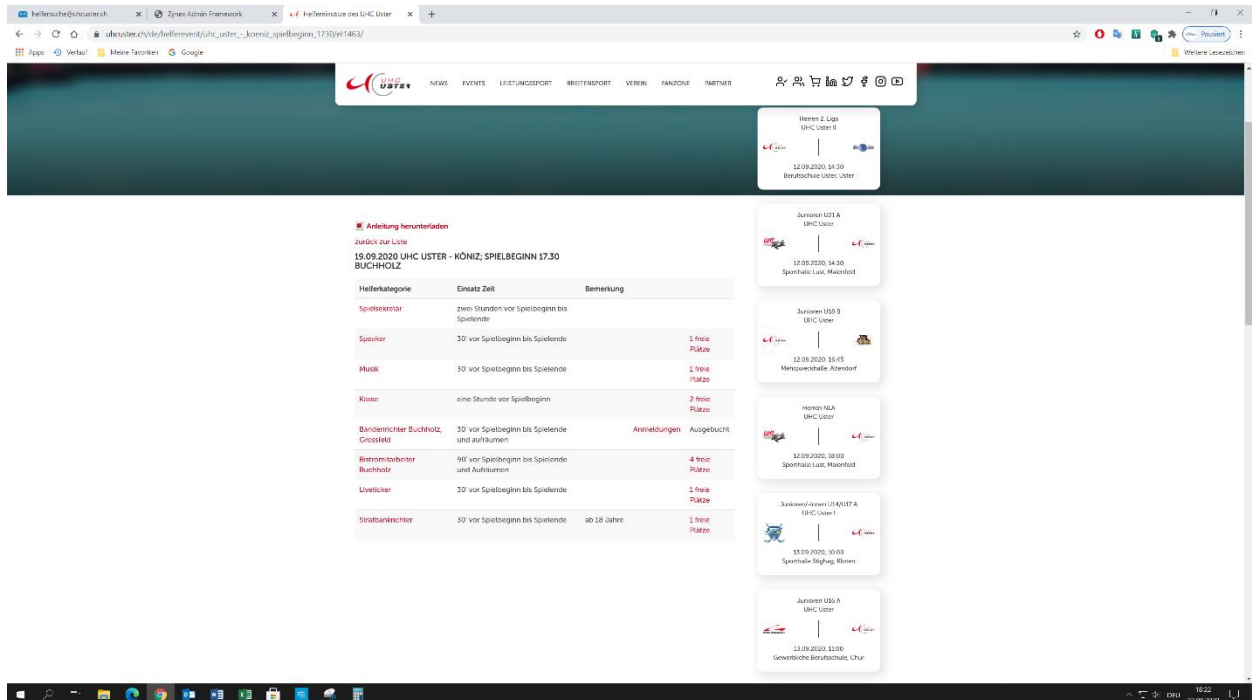 helfersuche@uhcuster.ch
Zynex Admin Framework
Helfereinsätze des UHC Uster
uhcuster.ch/de/helferevent/uhc_uster_-_koeniz_spielbeginn_1730/e11463/
Pausiert
Apps Verlauf Meine Favoriten Google
Weitere Lesezeichen
UHC USTER
NEWS EVENTS LEISTUNGSSPORT BREITENSPORT VEREIN FANZONE PARTNER
Anleitung herunterladen
zurück zur Liste
19.09.2020 UHC USTER - KÖNIZ; SPIELBEGINN 17.30
BUCHHOLZ
Helferkategorie Einsatz Zeit Bemerkung
Spielsekretär zwei Stunden vor Spielbeginn bis
Spielende
Speaker 30' vor Spielbeginn bis Spielende 1 freie
Plätze
Musik 30' vor Spielbeginn bis Spielende 1 freie
Plätze
Kasse eine Stunde vor Spielbeginn 2 freie
Plätze
Bandenrichter Buchholz, 30' vor Spielbeginn bis Spielende Anmeldungen Ausgebucht
Grossfeld und aufräumen
Bistromitarbeiter 90' vor Spielbeginn bis Spielende 4 freie
Buchholz und Aufräumen Plätze
Liveticker 30' vor Spielbeginn bis Spielende 1 freie
Plätze
Strafbankrichter 30' vor Spielbeginn bis Spielende ab 18 Jahre 1 freie
Plätze
Herren 2. Liga
UHC Uster II
12.09.2020, 14:30
Berufsschule Uster, Uster
Junioren U21 A
UHC Uster
12.09.2020, 14:30
Sporthalle Lust, Maienfeld
Junioren U18 B
UHC Uster
12.09.2020, 16:45
Mehrzweckhalle, Altendorf
Herren NLA
UHC Uster
12.09.2020, 18:00
Sporthalle Lust, Maienfeld
Junioren/-innen U14/U17 A
UHC Uster I
13.09.2020, 10:00
Sporthalle Stighag, Kloten
Junioren U16 A
UHC Uster
13.09.2020, 11:00
Gewerbliche Berufsschule, Chur
DEU
18:22